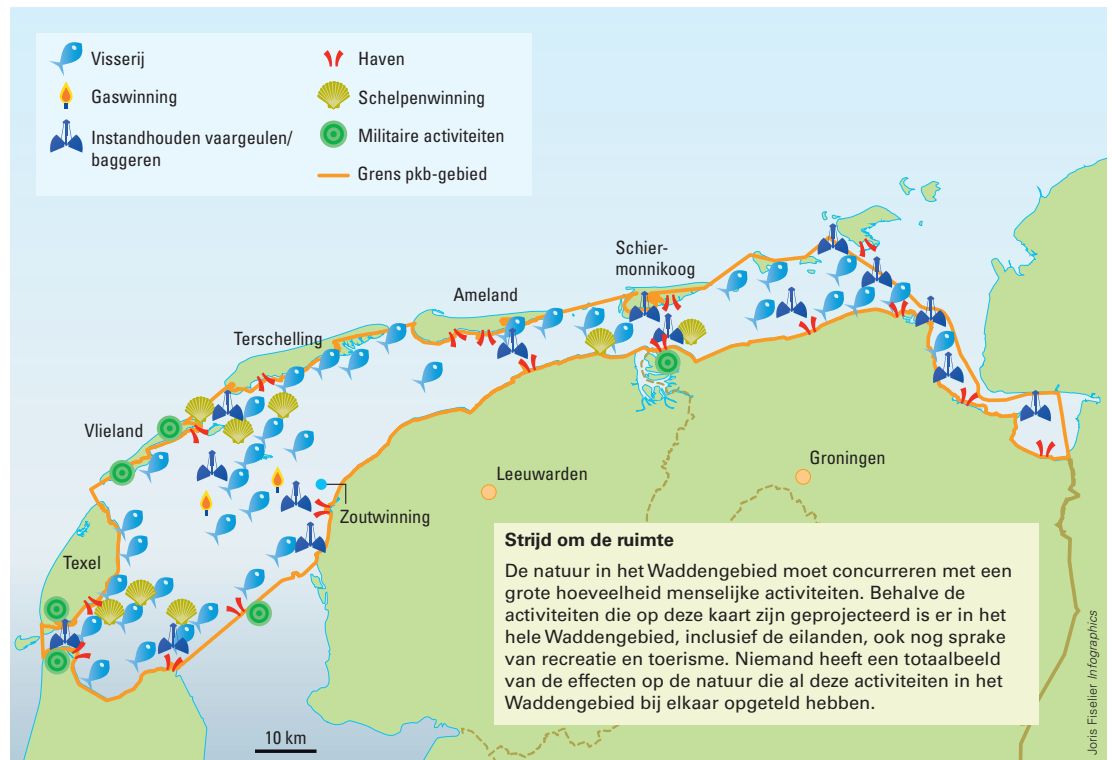 Visserij
Gaswinning
Instandhouden vaargeulen/
baggeren
Haven
Schelpenwinning
Militaire activiteiten
Grens pkb-gebied
Schier-
monnikoog
Ameland
Terschelling
Vlieland
Texel
Leeuwarden
Groningen
Zoutwinning
10 km
Strijd om de ruimte
De natuur in het Waddengebied moet concurreren met een
grote hoeveelheid menselijke activiteiten. Behalve de
activiteiten die op deze kaart zijn geprojecteerd is er in het
hele Waddengebied, inclusief de eilanden, ook nog sprake
van recreatie en toerisme. Niemand heeft een totaalbeeld
van de effecten op de natuur die al deze activiteiten in het
Waddengebied bij elkaar opgeteld hebben.
Joris Fiselier Infographics